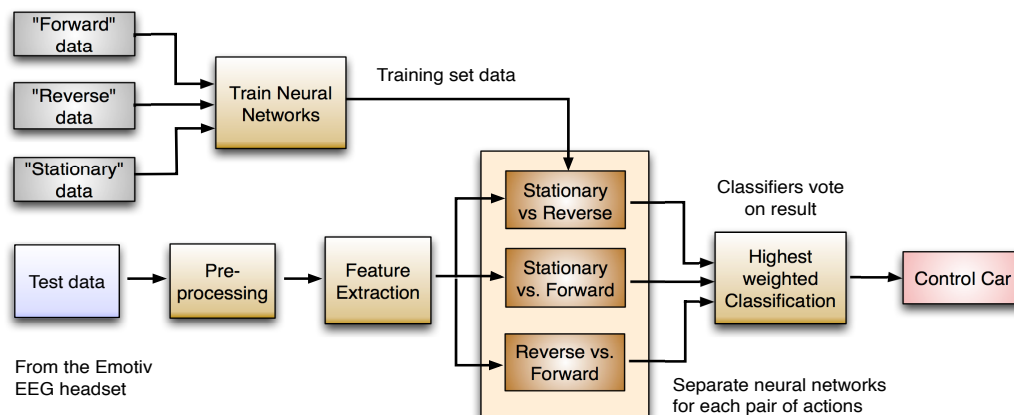 "Forward"
data
"Reverse"
data
"Stationary"
data
Train Neural
Networks
Training set data
Stationary
vs Reverse
Stationary
vs. Forward
Reverse vs.
Forward
Classifiers vote
on result
Test data
Pre-
processing
Feature
Extraction
Highest
weighted
Classification
Control Car
From the Emotiv
EEG headset
Separate neural networks
for each pair of actions